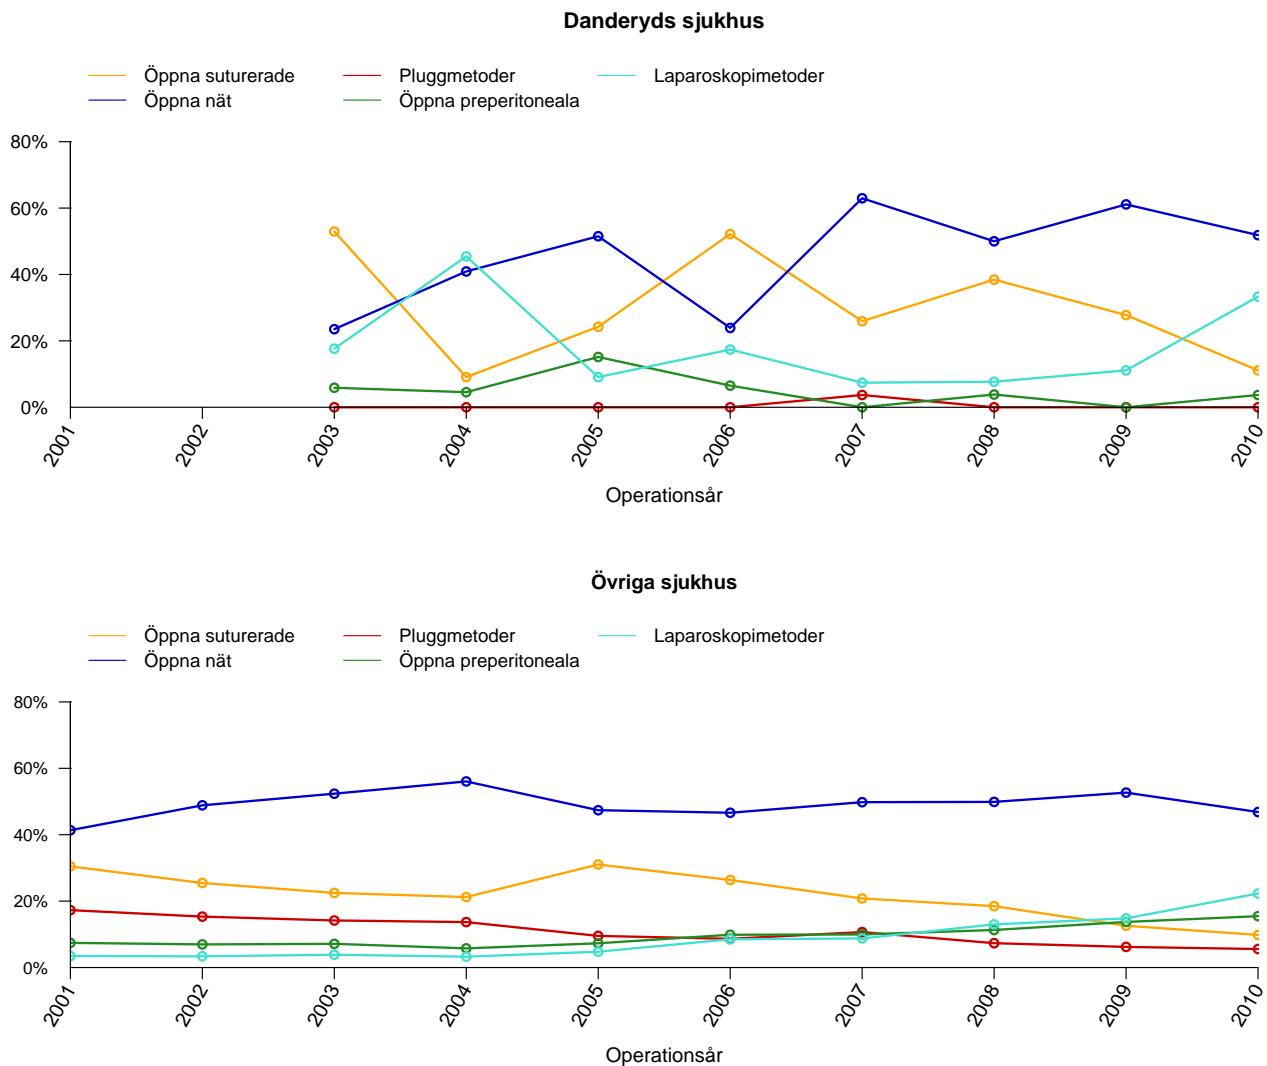 Danderyds sjukhus
Öppna suturerade Pluggmetoder Laparoskopimetoder
Öppna nät Öppna preperitoneala
80%
60%
40%
20%
0%
2001 2002 2003 2004 2005 2006 2007 2008 2009 2010
Operationsår
Övriga sjukhus
Öppna suturerade Pluggmetoder Laparoskopimetoder
Öppna nät Öppna preperitoneala
80%
60%
40%
20%
0%
2001 2002 2003 2004 2005 2006 2007 2008 2009 2010
Operationsår